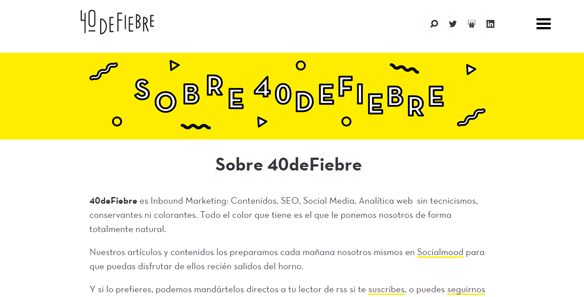 40DEFIEBRE
SOBRE 40DEFIEBRE
Sobre 40deFiebre
40deFiebre es Inbound Marketing: Contenidos, SEO, Social Media, Analítica web sin tecnicismos,
conservantes ni colorantes. Todo el color que tiene es el que le ponemos nosotros de forma
totalmente natural.
Nuestros artículos y contenidos los preparamos cada mañana nosotros mismos en Socialmood para
que puedas disfrutar de ellos recién salidos del horno.
Y si lo prefieres, podemos mandártelos directos a tu lector de rss si te suscribes, o puedes seguirnos